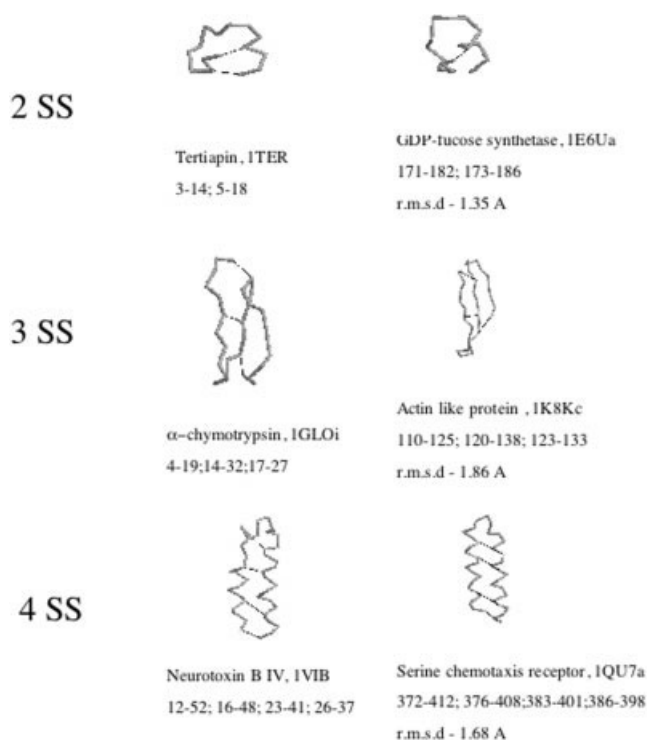 2 SS
Tertiapin, 1TER
3-14; 5-18
GDP-fucose synthetase, 1E6Ua
171-182; 173-186
r.m.s.d - 1.35 A
3 SS
α-chymotrypsin, 1GLOi
4-19;14-32;17-27
Actin like protein , 1K8Kc
110-125; 120-138; 123-133
r.m.s.d - 1.86 A
4 SS
Neurotoxin B IV, 1VIB
12-52; 16-48; 23-41; 26-37
Serine chemotaxis receptor, 1QU7a
372-412; 376-408;383-401;386-398
r.m.s.d - 1.68 A